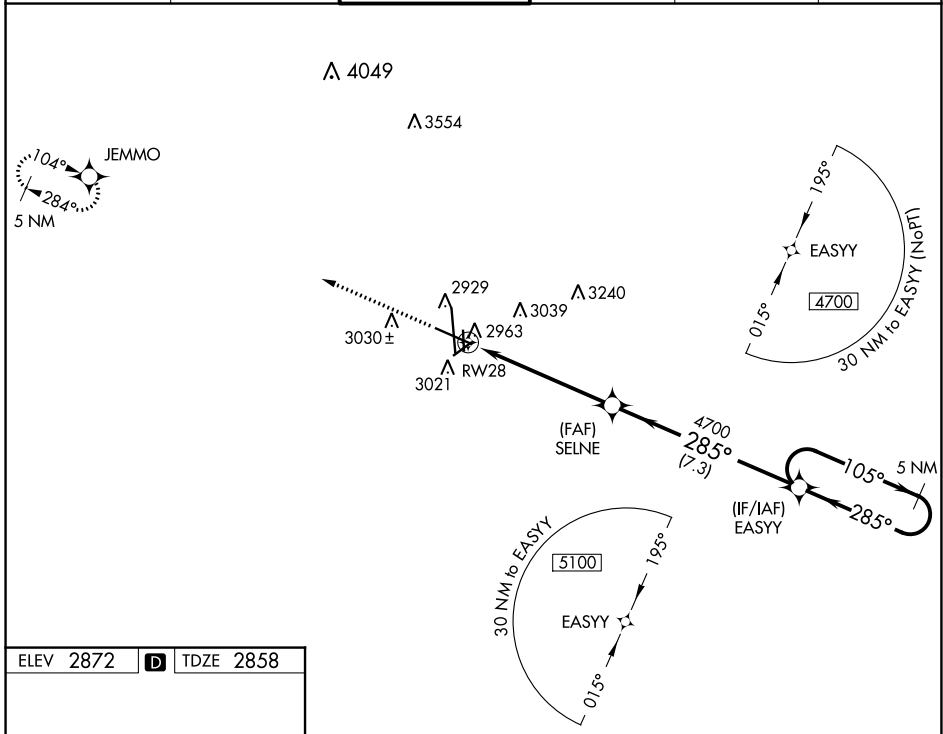 4049
3554
JEMMO
104°
284°
5 NM
195°
EASYY
4700
015°
30 NM to EASYY (NoPT)
2929
3240
3039
2963
3030±
3021
RW28
(FAF)
SELNE
4700
285°
(7.3)
105°
5 NM
285°
(IF/IAF)
EASYY
30 NM to EASYY
5100
195°
EASYY
015°
ELEV 2872 D TDZE 2858